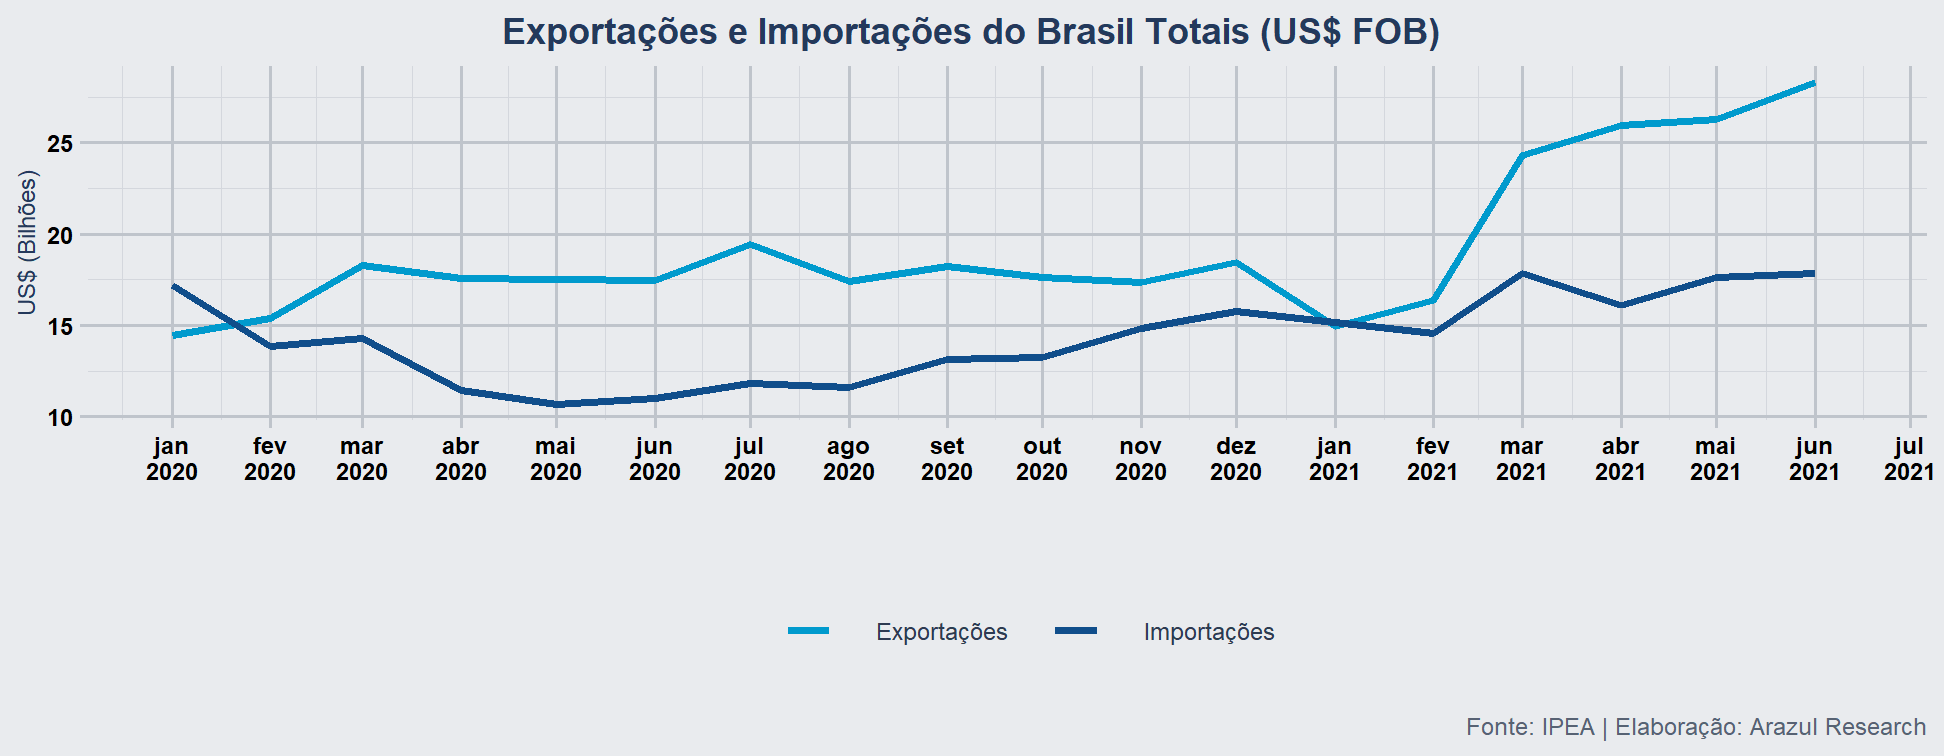 Exportações e Importações do Brasil Totais (US$ FOB)
US$ (Bilhões)
25
20
15
10
jan fev mar abr mai jun jul ago set out nov dez jan fev mar abr mai jun jul
2020 2020 2020 2020 2020 2020 2020 2020 2020 2020 2020 2020 2021 2021 2021 2021 2021 2021 2021
Exportações Importações
Fonte: IPEA | Elaboração: Arazul Research